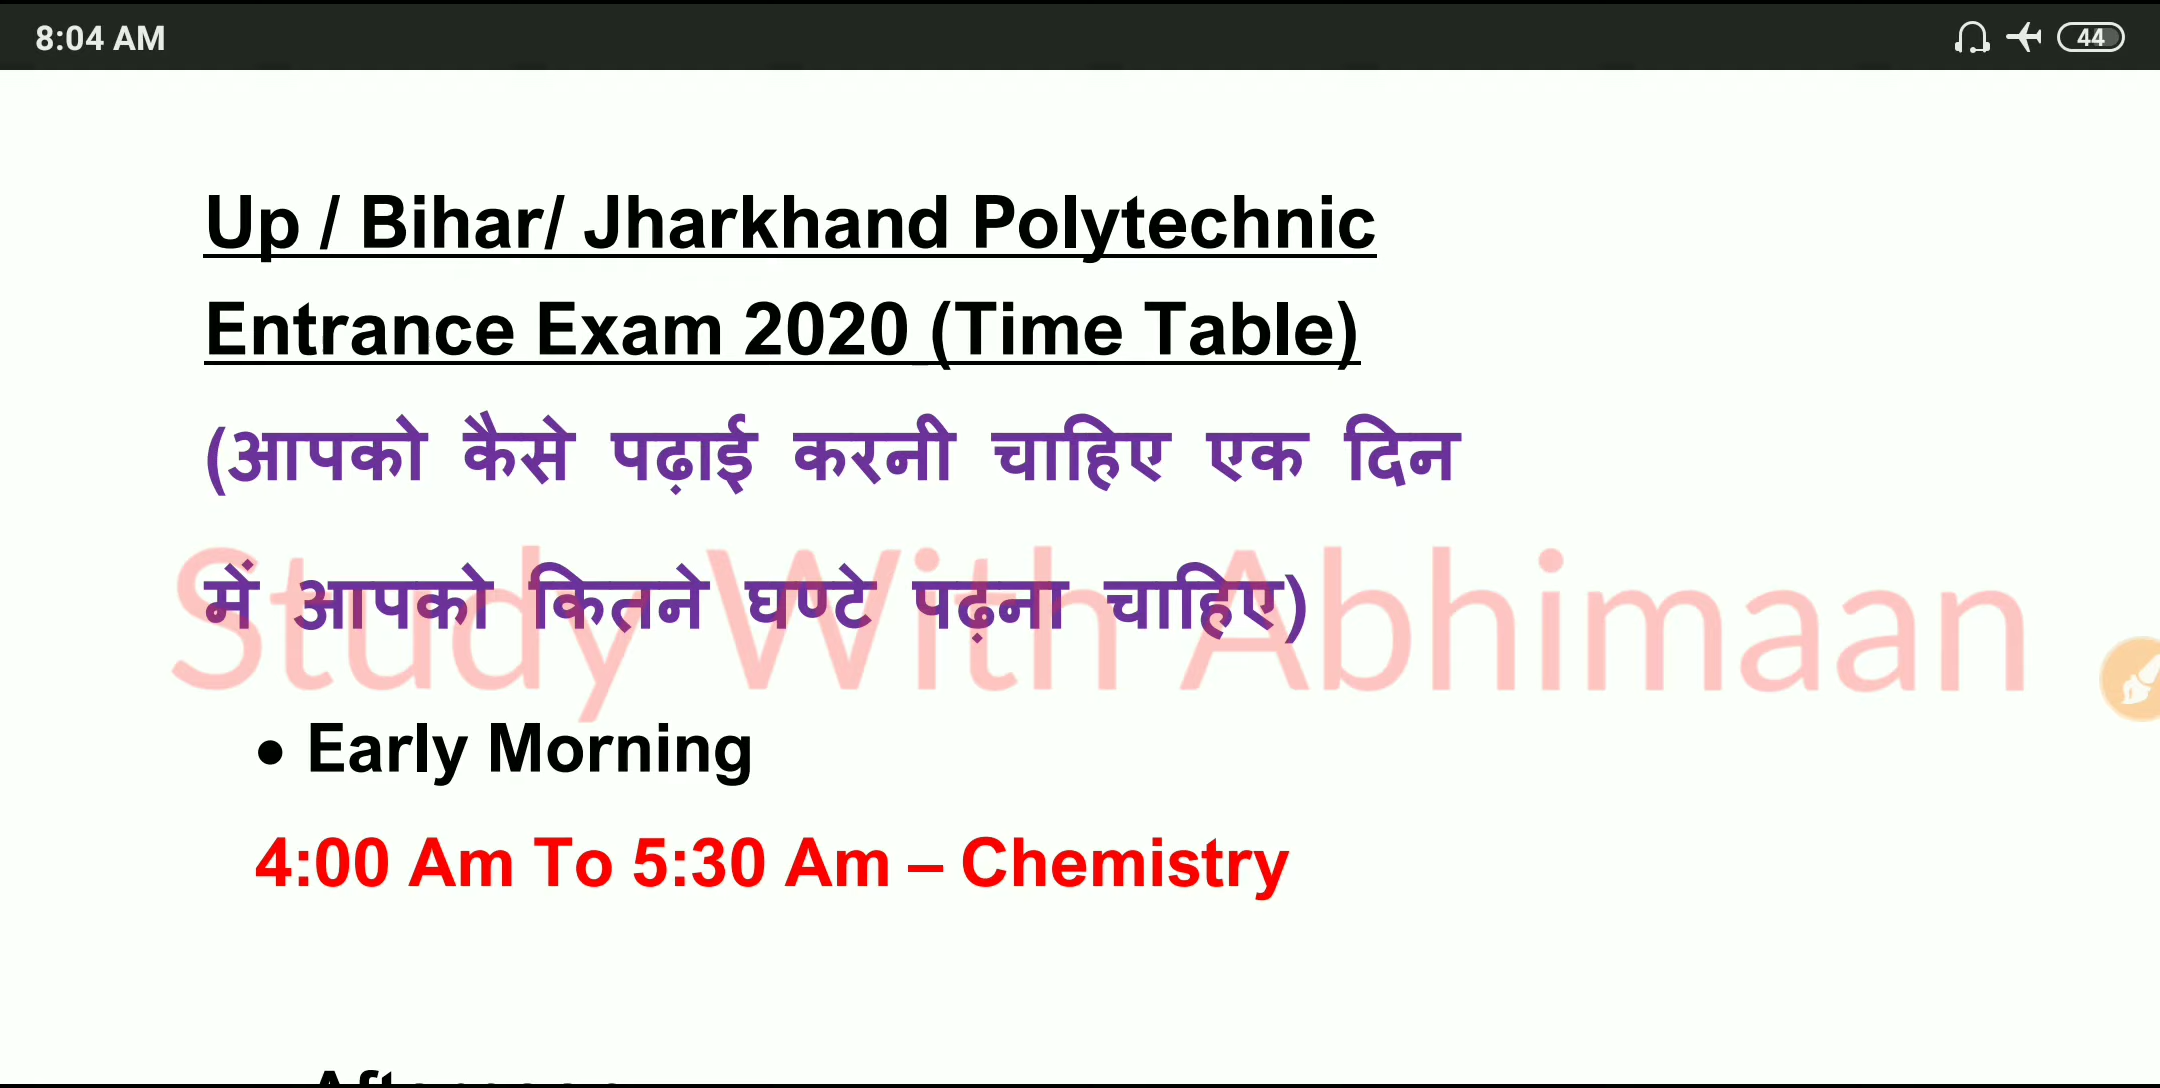 8:04 AM
44
Up / Bihar/ Jharkhand Polytechnic
Entrance Exam 2020 (Time Table)
(आपको कैसे पढ़ाई करनी चाहिए एक दिन
में आपको कितने घण्टे पढ़ना चाहिए)
Study With Abhimaan
• Early Morning
4:00 Am To 5:30 Am – Chemistry